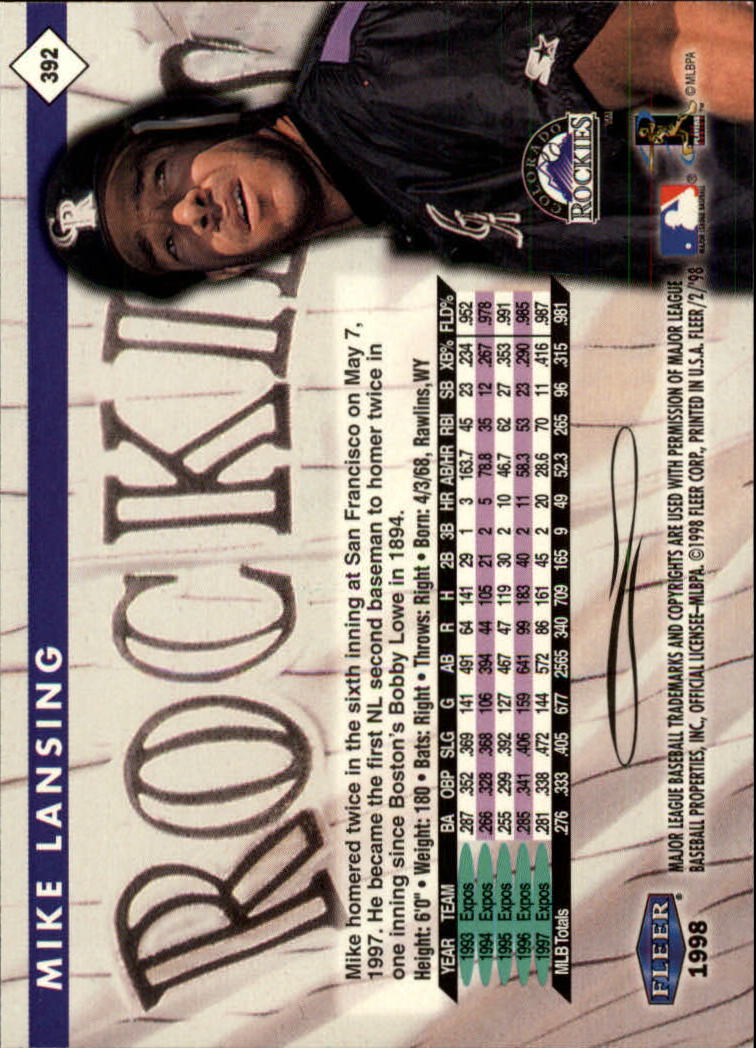 392
MIKE LANSING
ROCKIE
Mike homered twice in the sixth inning at San Francisco on May 7,
1997. He became the first NL second baseman to homer twice in
one inning since Boston's Bobby Lowe in 1894.
Height: 6'0" • Weight: 180 • Bats: Right • Throws: Right • Born: 4/3/68, Rawlins, WY
YEAR TEAM BA OBP SLG G AB R H 2B 3B HR AB/HR RBI SB XB% FLD%
1993 Expos .287 .352 .369 141 491 64 141 29 1 3 163.7 45 23 .234 .952
1994 Expos .266 .328 .368 106 394 44 105 21 2 5 78.8 35 12 .267 .978
1995 Expos .255 .299 .392 127 467 47 119 30 2 10 46.7 62 27 .353 .991
1996 Expos .285 .341 .406 159 641 99 183 40 2 11 58.3 53 23 .290 .985
1997 Expos .281 .338 .472 144 572 86 161 45 2 20 28.6 70 11 .416 .987
MLB Totals .276 .333 .405 677 2565 340 709 165 9 49 52.3 265 96 .315 .981
COLORADO
ROCKIES
CR
© MLBPA
MAJOR LEAGUE BASEBALL
FLEER®
1998
MAJOR LEAGUE BASEBALL TRADEMARKS AND COPYRIGHTS ARE USED WITH PERMISSION OF MAJOR LEAGUE
BASEBALL PROPERTIES, INC., OFFICIAL LICENSEE–MLBPA. ©1998 FLEER CORP., PRINTED IN U.S.A. FLEER/2/'98